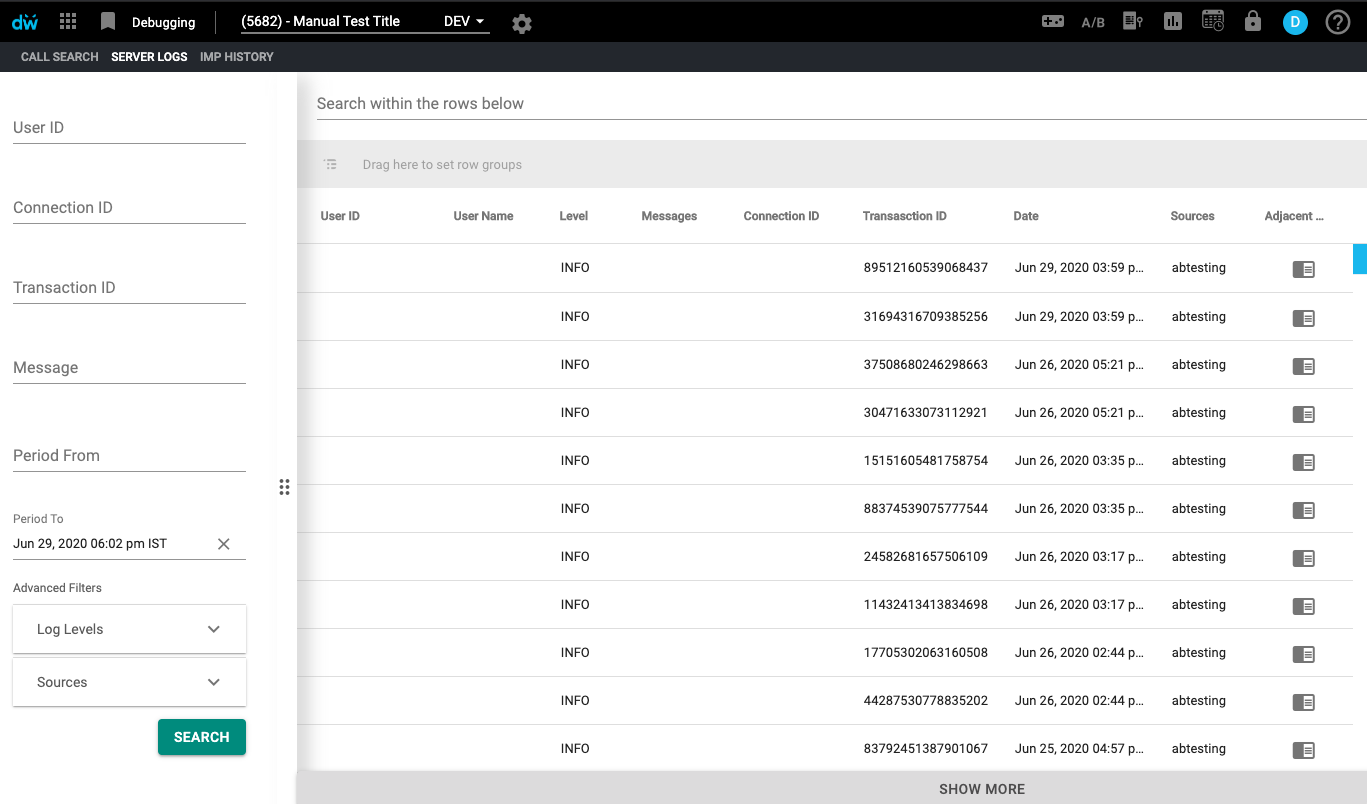 dw Debugging (5682) - Manual Test Title DEV A/B D ?
CALL SEARCH SERVER LOGS IMP HISTORY
User ID
Connection ID
Transaction ID
Message
Period From
Period To
Jun 29, 2020 06:02 pm IST
Advanced Filters
Log Levels
Sources
SEARCH
Search within the rows below
Drag here to set row groups
User ID User Name Level Messages Connection ID Transasction ID Date Sources Adjacent ...
INFO 89512160539068437 Jun 29, 2020 03:59 p... abtesting
INFO 31694316709385256 Jun 29, 2020 03:59 p... abtesting
INFO 37508680246298663 Jun 26, 2020 05:21 p... abtesting
INFO 30471633073112921 Jun 26, 2020 05:21 p... abtesting
INFO 15151605481758754 Jun 26, 2020 03:35 p... abtesting
INFO 88374539075777544 Jun 26, 2020 03:35 p... abtesting
INFO 24582681657506109 Jun 26, 2020 03:17 p... abtesting
INFO 11432413413834698 Jun 26, 2020 03:17 p... abtesting
INFO 17705302063160508 Jun 26, 2020 02:44 p... abtesting
INFO 44287530778835202 Jun 26, 2020 02:44 p... abtesting
INFO 83792451387901067 Jun 25, 2020 04:57 p... abtesting
SHOW MORE